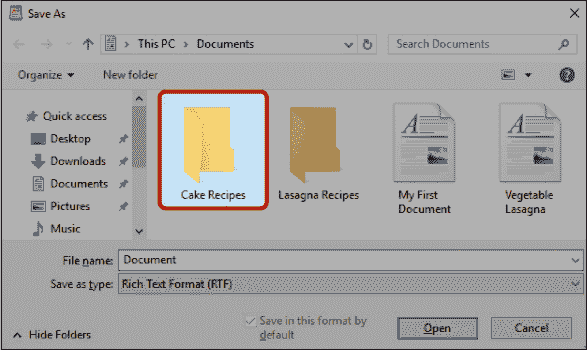 Save As
This PC > Documents
Search Documents
Organize
New folder
Quick access
Desktop
Downloads
Documents
Pictures
Music
Cake Recipes
Lasagna Recipes
My First
Document
Vegetable
Lasagna
File name: Document
Save as type: Rich Text Format (RTF)
Save in this format by
default
Hide Folders
Open
Cancel